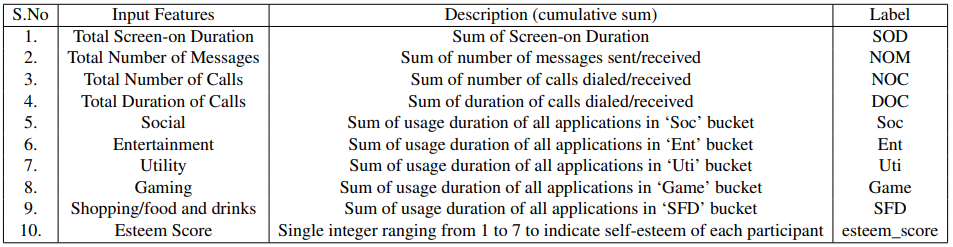 S.No Input Features Description (cumulative sum) Label
1. Total Screen-on Duration Sum of Screen-on Duration SOD
2. Total Number of Messages Sum of number of messages sent/received NOM
3. Total Number of Calls Sum of number of calls dialed/received NOC
4. Total Duration of Calls Sum of duration of calls dialed/received DOC
5. Social Sum of usage duration of all applications in ‘Soc’ bucket Soc
6. Entertainment Sum of usage duration of all applications in ‘Ent’ bucket Ent
7. Utility Sum of usage duration of all applications in ‘Uti’ bucket Uti
8. Gaming Sum of usage duration of all applications in ‘Game’ bucket Game
9. Shopping/food and drinks Sum of usage duration of all applications in ‘SFD’ bucket SFD
10. Esteem Score Single integer ranging from 1 to 7 to indicate self-esteem of each participant esteem_score